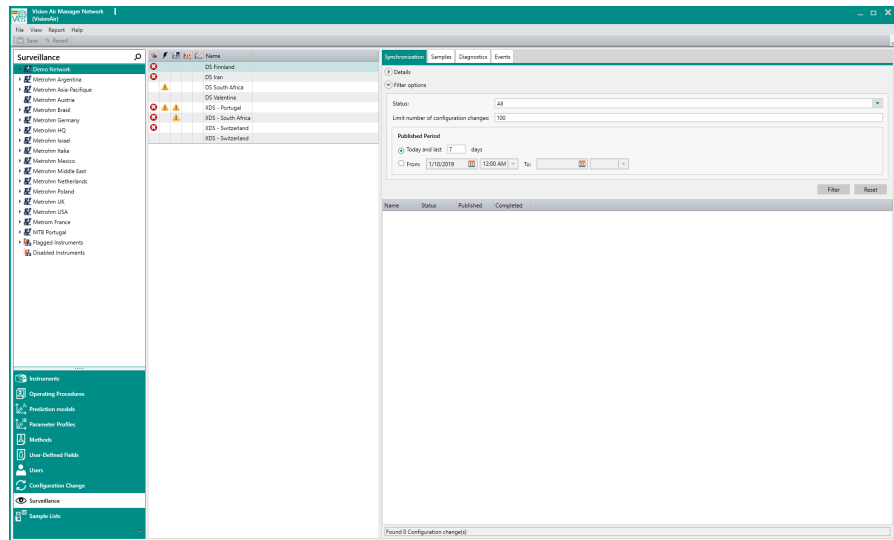 Vision Air Manager Network
(VisionAir)
File View Report Help
Save Revert
Surveillance
Demo Network
Metrohm Argentina
Metrohm Asia-Pacifique
Metrohm Austria
Metrohm Brasil
Metrohm Germany
Metrohm HQ
Metrohm Israel
Metrohm Italia
Metrohm Mexico
Metrohm Middle East
Metrohm Netherlands
Metrohm Poland
Metrohm UK
Metrohm USA
Metrom France
MTB Portugal
Flagged Instruments
Disabled Instruments
Instruments
Operating Procedures
Prediction models
Parameter Profiles
Methods
User-Defined Fields
Users
Configuration Change
Surveillance
Sample Lists
Name
DS Finnland
DS Iran
DS South Africa
DS Valentina
XDS - Portugal
XDS - South Africa
XDS - Switzerland
XDS - Switzerland
Synchronization Samples Diagnostics Events
Details
Filter options
Status: All
Limit number of configuration changes: 100
Published Period
Today and last 7 days
From: 1/10/2019 12:00 AM To:
Filter Reset
Name Status Published Completed
Found 0 Configuration change(s)